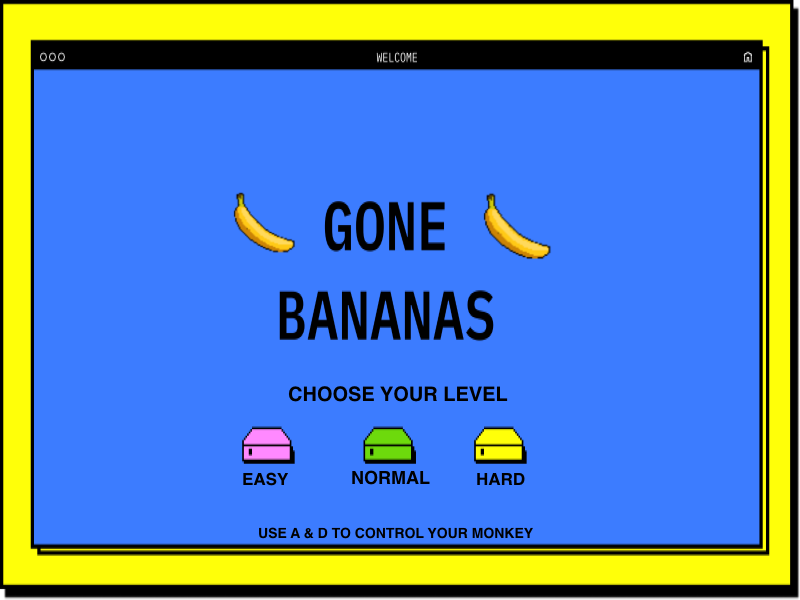 WELCOME
GONE
BANANAS
CHOOSE YOUR LEVEL
EASY NORMAL HARD
USE A & D TO CONTROL YOUR MONKEY